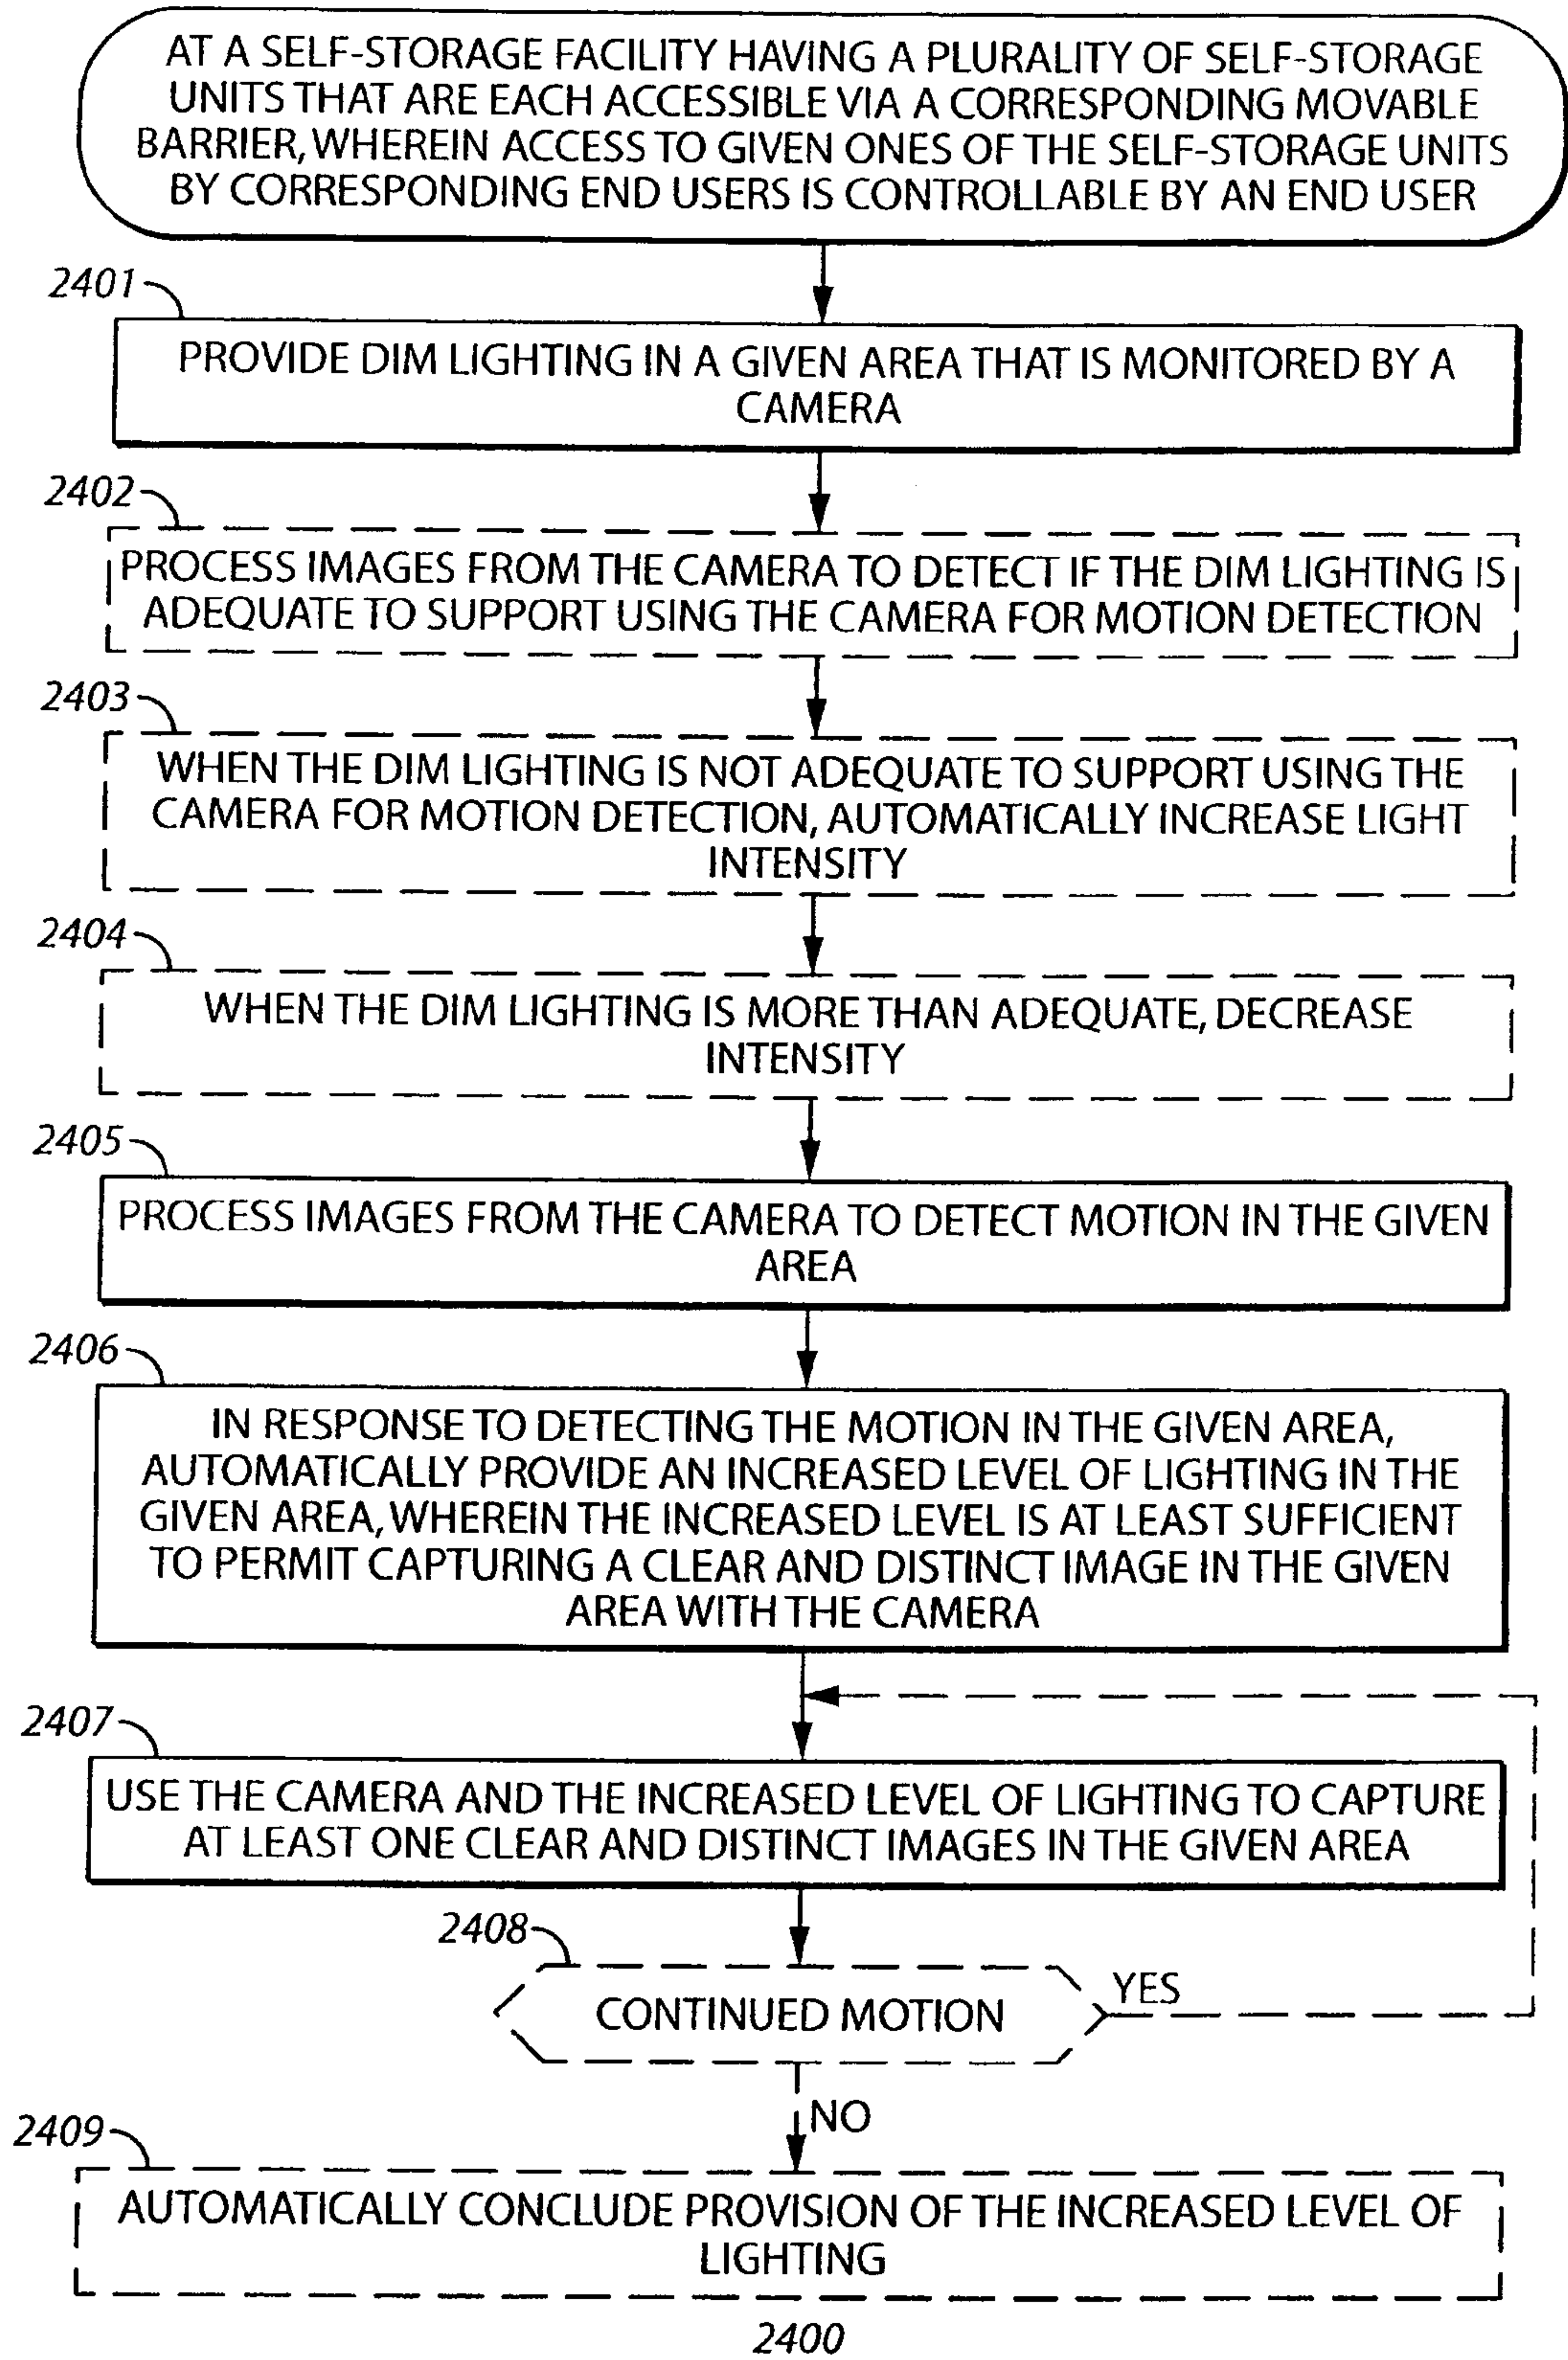 AT A SELF-STORAGE FACILITY HAVING A PLURALITY OF SELF-STORAGE
UNITS THAT ARE EACH ACCESSIBLE VIA A CORRESPONDING MOVABLE
BARRIER, WHEREIN ACCESS TO GIVEN ONES OF THE SELF-STORAGE UNITS
BY CORRESPONDING END USERS IS CONTROLLABLE BY AN END USER
2401
PROVIDE DIM LIGHTING IN A GIVEN AREA THAT IS MONITORED BY A
CAMERA
2402
PROCESS IMAGES FROM THE CAMERA TO DETECT IF THE DIM LIGHTING IS
ADEQUATE TO SUPPORT USING THE CAMERA FOR MOTION DETECTION
2403
WHEN THE DIM LIGHTING IS NOT ADEQUATE TO SUPPORT USING THE
CAMERA FOR MOTION DETECTION, AUTOMATICALLY INCREASE LIGHT
INTENSITY
2404
WHEN THE DIM LIGHTING IS MORE THAN ADEQUATE, DECREASE
INTENSITY
2405
PROCESS IMAGES FROM THE CAMERA TO DETECT MOTION IN THE GIVEN
AREA
2406
IN RESPONSE TO DETECTING THE MOTION IN THE GIVEN AREA,
AUTOMATICALLY PROVIDE AN INCREASED LEVEL OF LIGHTING IN THE
GIVEN AREA, WHEREIN THE INCREASED LEVEL IS AT LEAST SUFFICIENT
TO PERMIT CAPTURING A CLEAR AND DISTINCT IMAGE IN THE GIVEN
AREA WITH THE CAMERA
2407
USE THE CAMERA AND THE INCREASED LEVEL OF LIGHTING TO CAPTURE
AT LEAST ONE CLEAR AND DISTINCT IMAGES IN THE GIVEN AREA
2408
CONTINUED MOTION
YES
NO
2409
AUTOMATICALLY CONCLUDE PROVISION OF THE INCREASED LEVEL OF
LIGHTING
2400